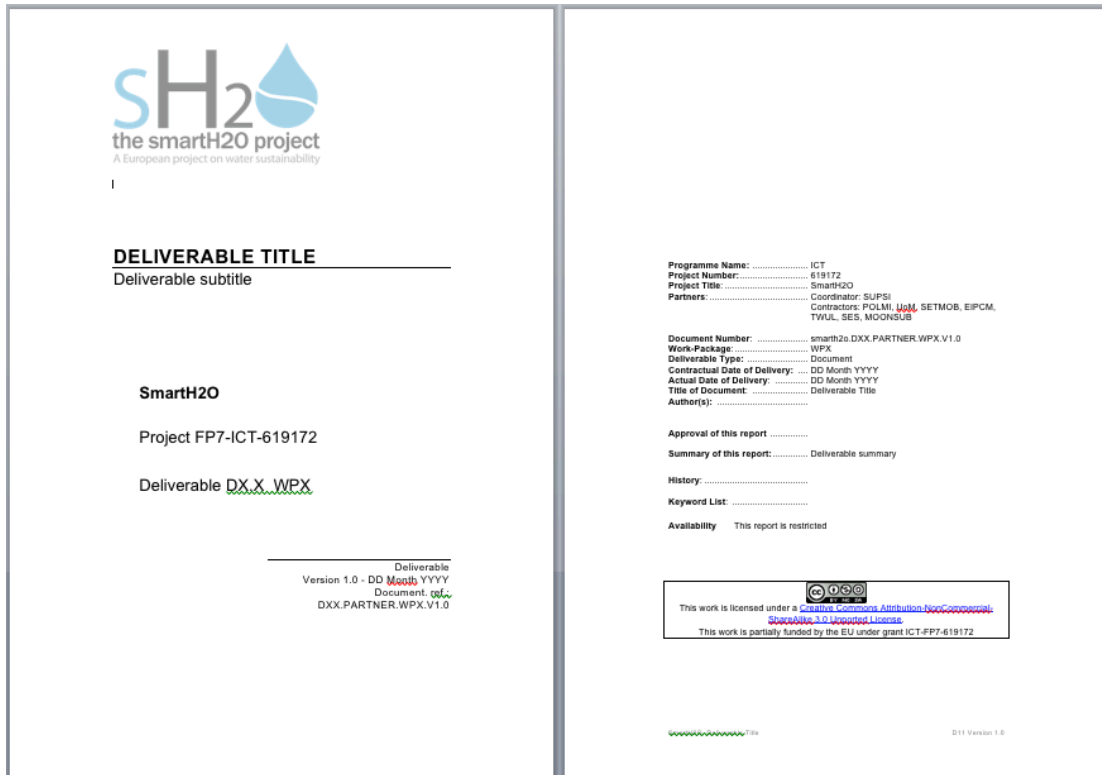 sH2O
the smartH2O project
A European project on water sustainability
DELIVERABLE TITLE
Deliverable subtitle
SmartH2O
Project FP7-ICT-619172
Deliverable DX.X WPX
Deliverable
Version 1.0 - DD Month YYYY
Document. ref.:
DXX.PARTNER.WPX.V1.0
Programme Name: ..................... ICT
Project Number: .......................... 619172
Project Title: ............................... SmartH2O
Partners: ..................................... Coordinator: SUPSI
Contractors: POLMI, UoM, SETMOB, EIPCM,
TWUL, SES, MOONSUB
Document Number: ................... smarth2o.DXX.PARTNER.WPX.V1.0
Work-Package: ............................ WPX
Deliverable Type: ....................... Document
Contractual Date of Delivery: .... DD Month YYYY
Actual Date of Delivery: ............ DD Month YYYY
Title of Document: ..................... Deliverable Title
Author(s): ...................................
Approval of this report ..............
Summary of this report: ............. Deliverable summary
History: .......................................
Keyword List: .............................
Availability This report is restricted
cc BY NC SA
This work is licensed under a Creative Commons Attribution-NonCommercial-
ShareAlike 3.0 Unported License.
This work is partially funded by the EU under grant ICT-FP7-619172
Title
D11 Version 1.0